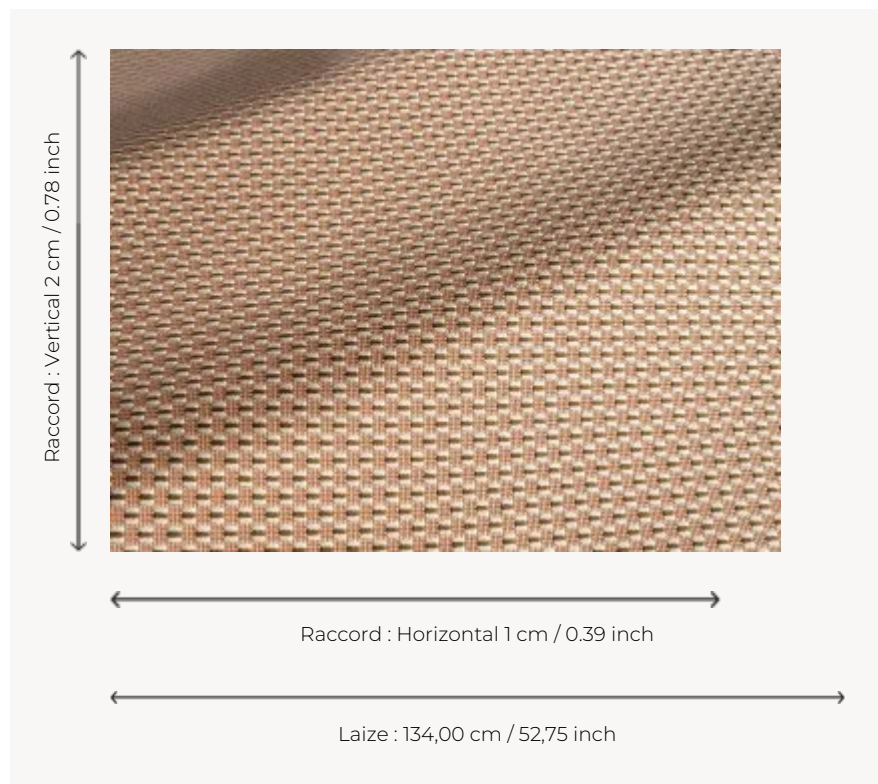 Raccord : Vertical 2 cm / 0.78 inch
Raccord : Horizontal 1 cm / 0.39 inch
Laize : 134,00 cm / 52,75 inch